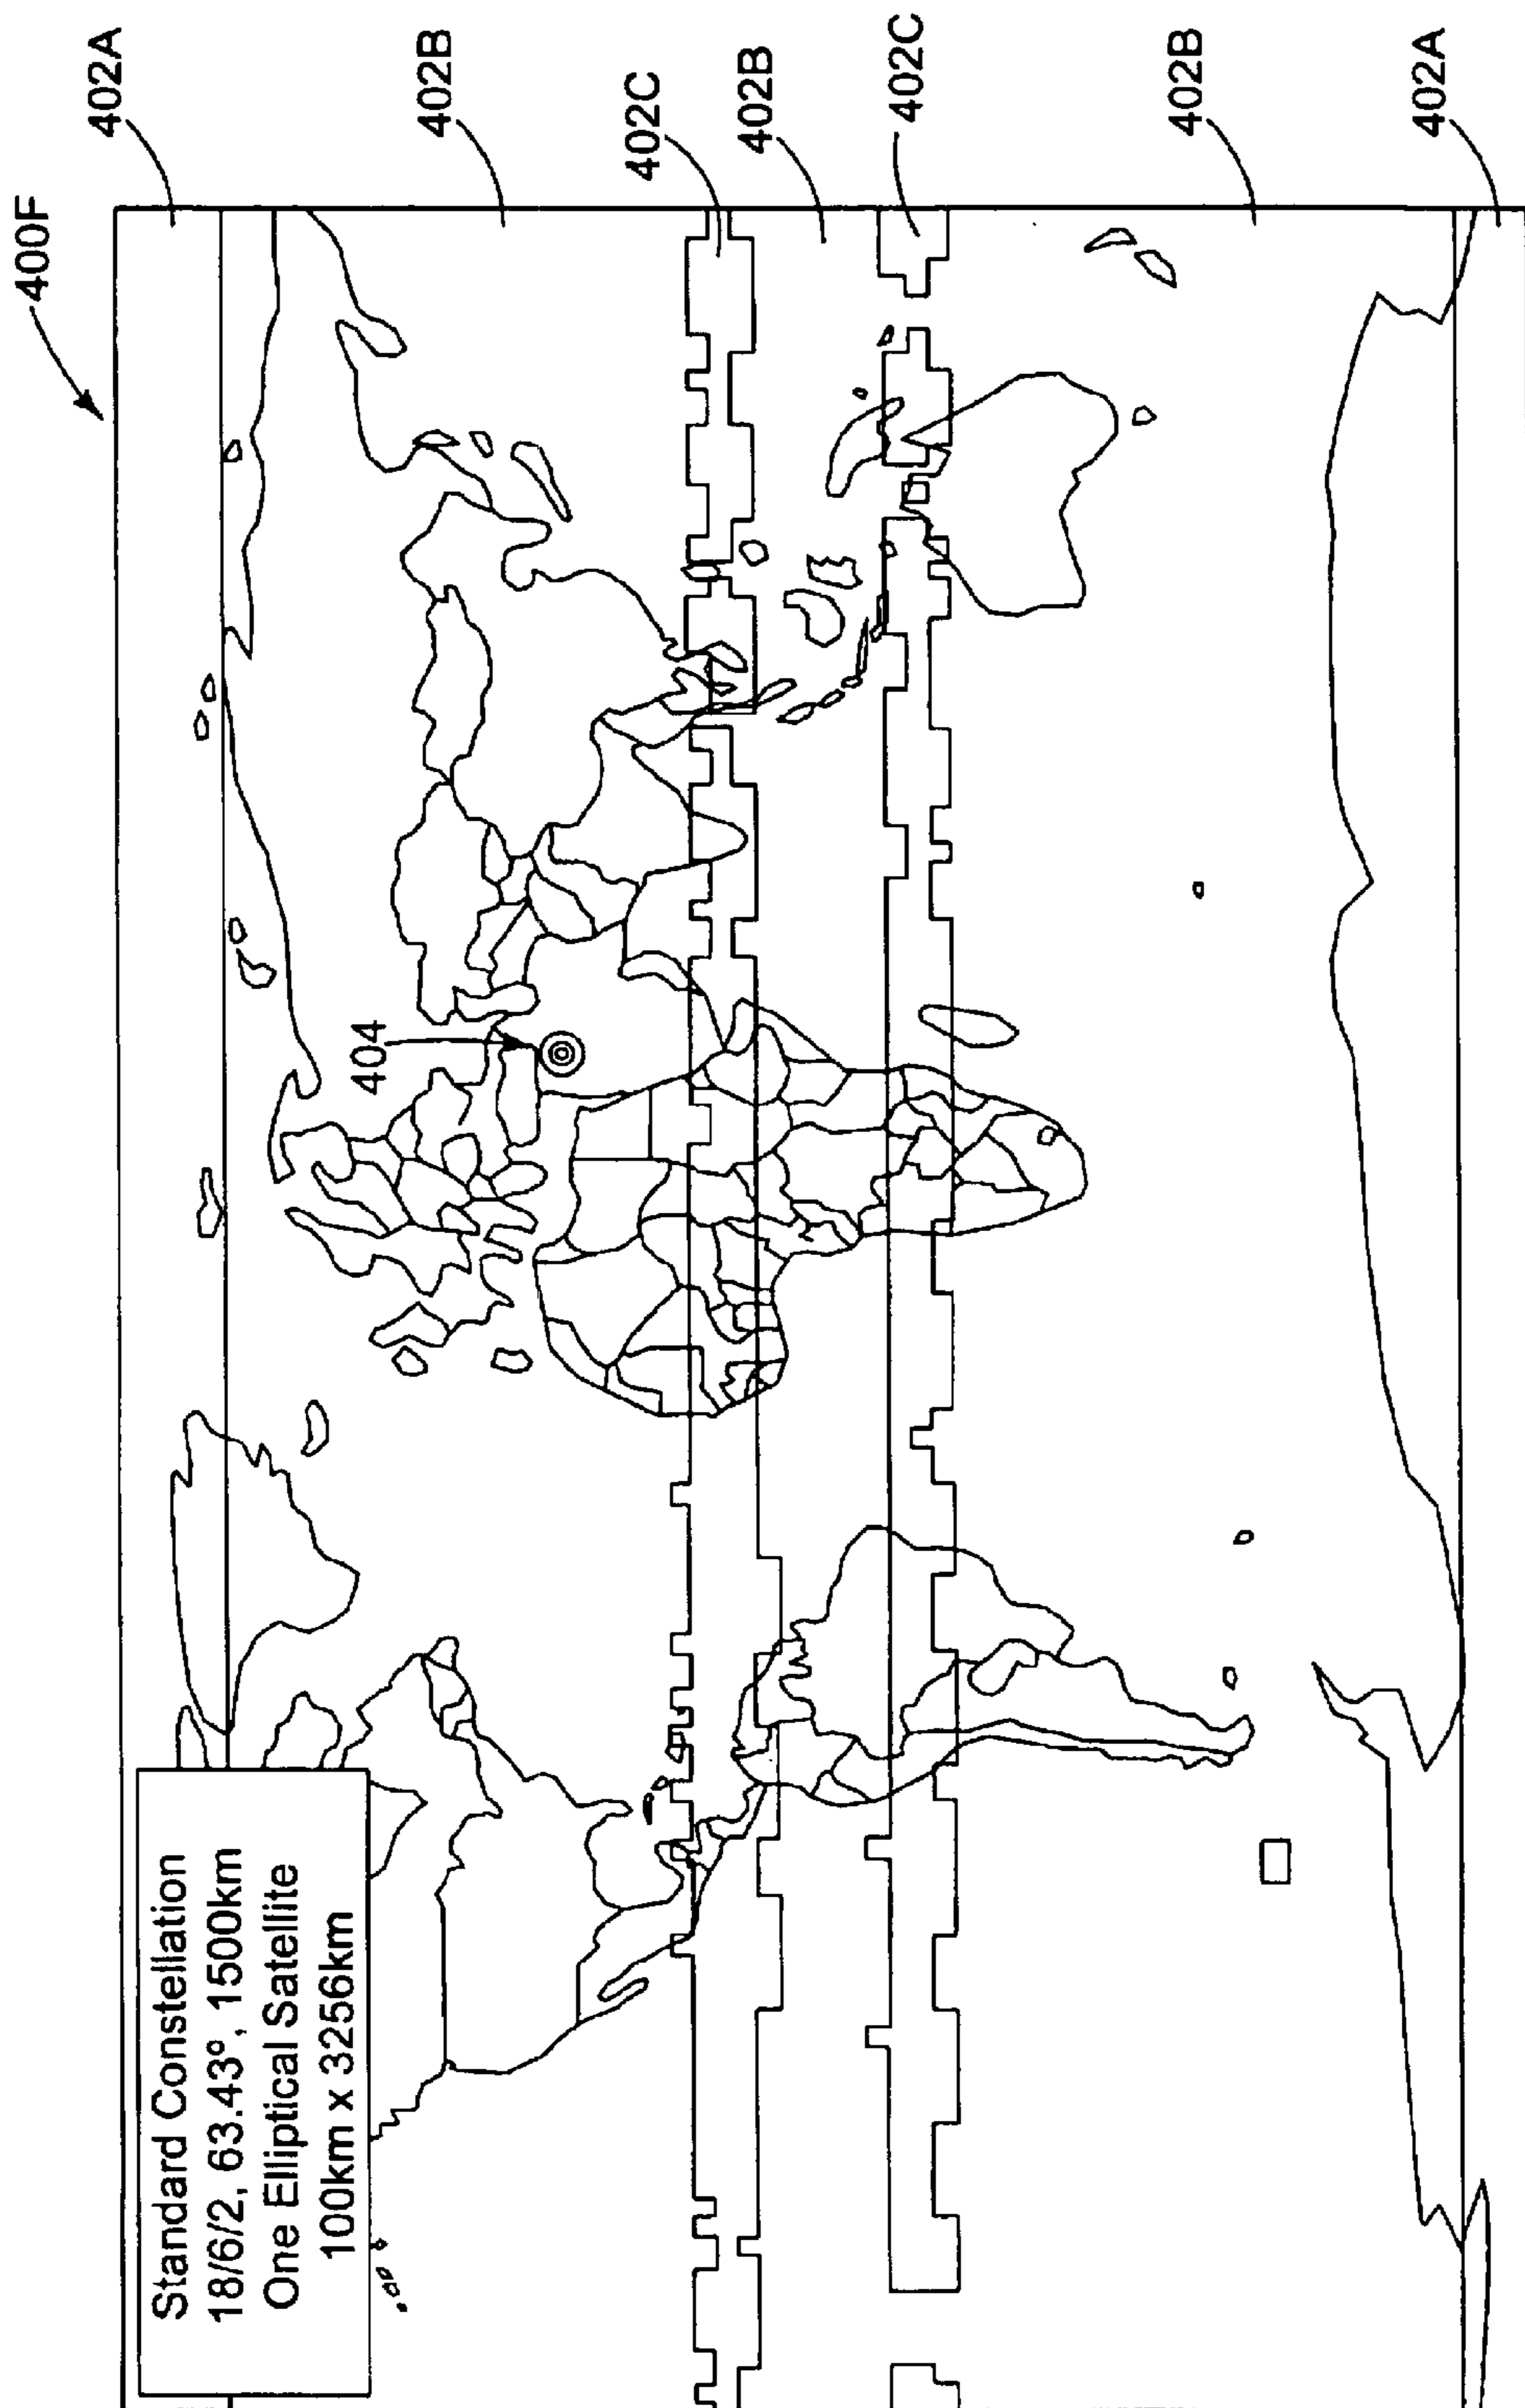 400F
402A
402B
402C
402B
402C
402B
402A
404
Standard Constellation
18/6/2, 63.43°, 1500km
One Elliptical Satellite
100km x 3256km